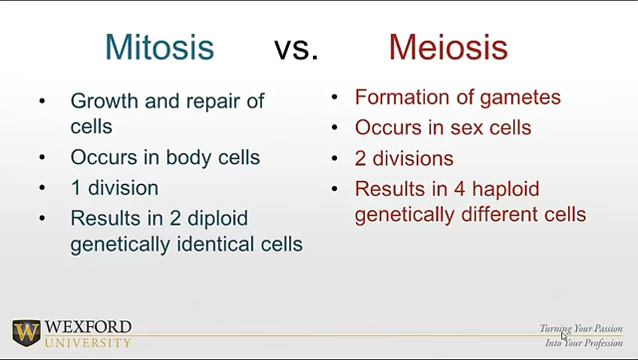 Mitosis vs. Meiosis
• Growth and repair of
cells
• Occurs in body cells
• 1 division
• Results in 2 diploid
genetically identical cells
• Formation of gametes
• Occurs in sex cells
• 2 divisions
• Results in 4 haploid
genetically different cells
W WEXFORD
UNIVERSITY
Turning Your Passion
Into Your Profession